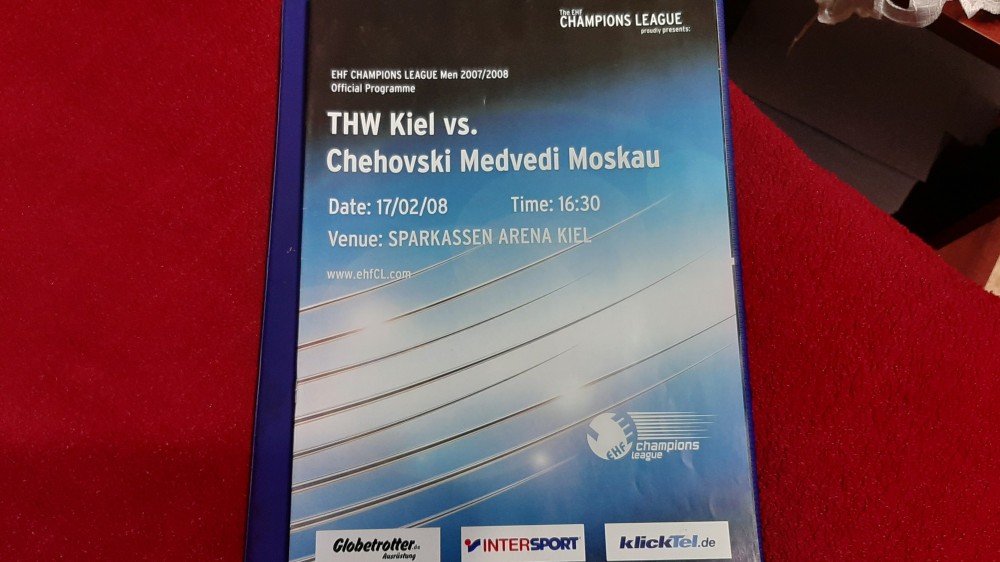 The EHF
CHAMPIONS LEAGUE
proudly presents:
EHF CHAMPIONS LEAGUE Men 2007/2008
Official Programme
THW Kiel vs.
Chehovski Medvedi Moskau
Date: 17/02/08 Time: 16:30
Venue: SPARKASSEN ARENA KIEL
www.ehfCL.com
EHF champions
league
Globetrotter.de
Ausrüstung
INTERSPORT
klickTel.de